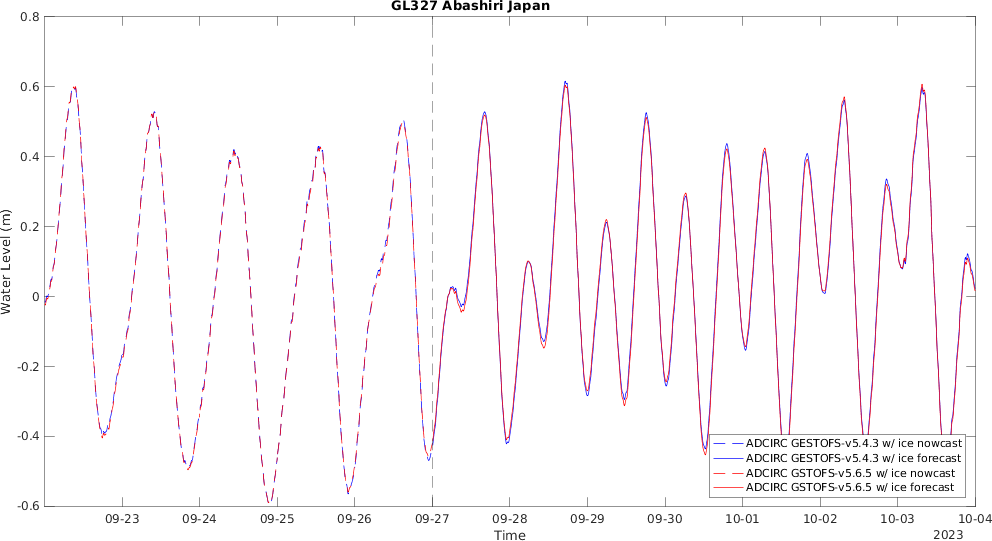 GL327 Abashiri Japan
0.8
0.6
0.4
0.2
0
-0.2
-0.4
-0.6
Water Level (m)
ADCIRC GESTOFS-v5.4.3 w/ ice nowcast
ADCIRC GESTOFS-v5.4.3 w/ ice forecast
ADCIRC GSTOFS-v5.6.5 w/ ice nowcast
ADCIRC GSTOFS-v5.6.5 w/ ice forecast
09-23 09-24 09-25 09-26 09-27 09-28 09-29 09-30 10-01 10-02 10-03 10-04
Time
2023